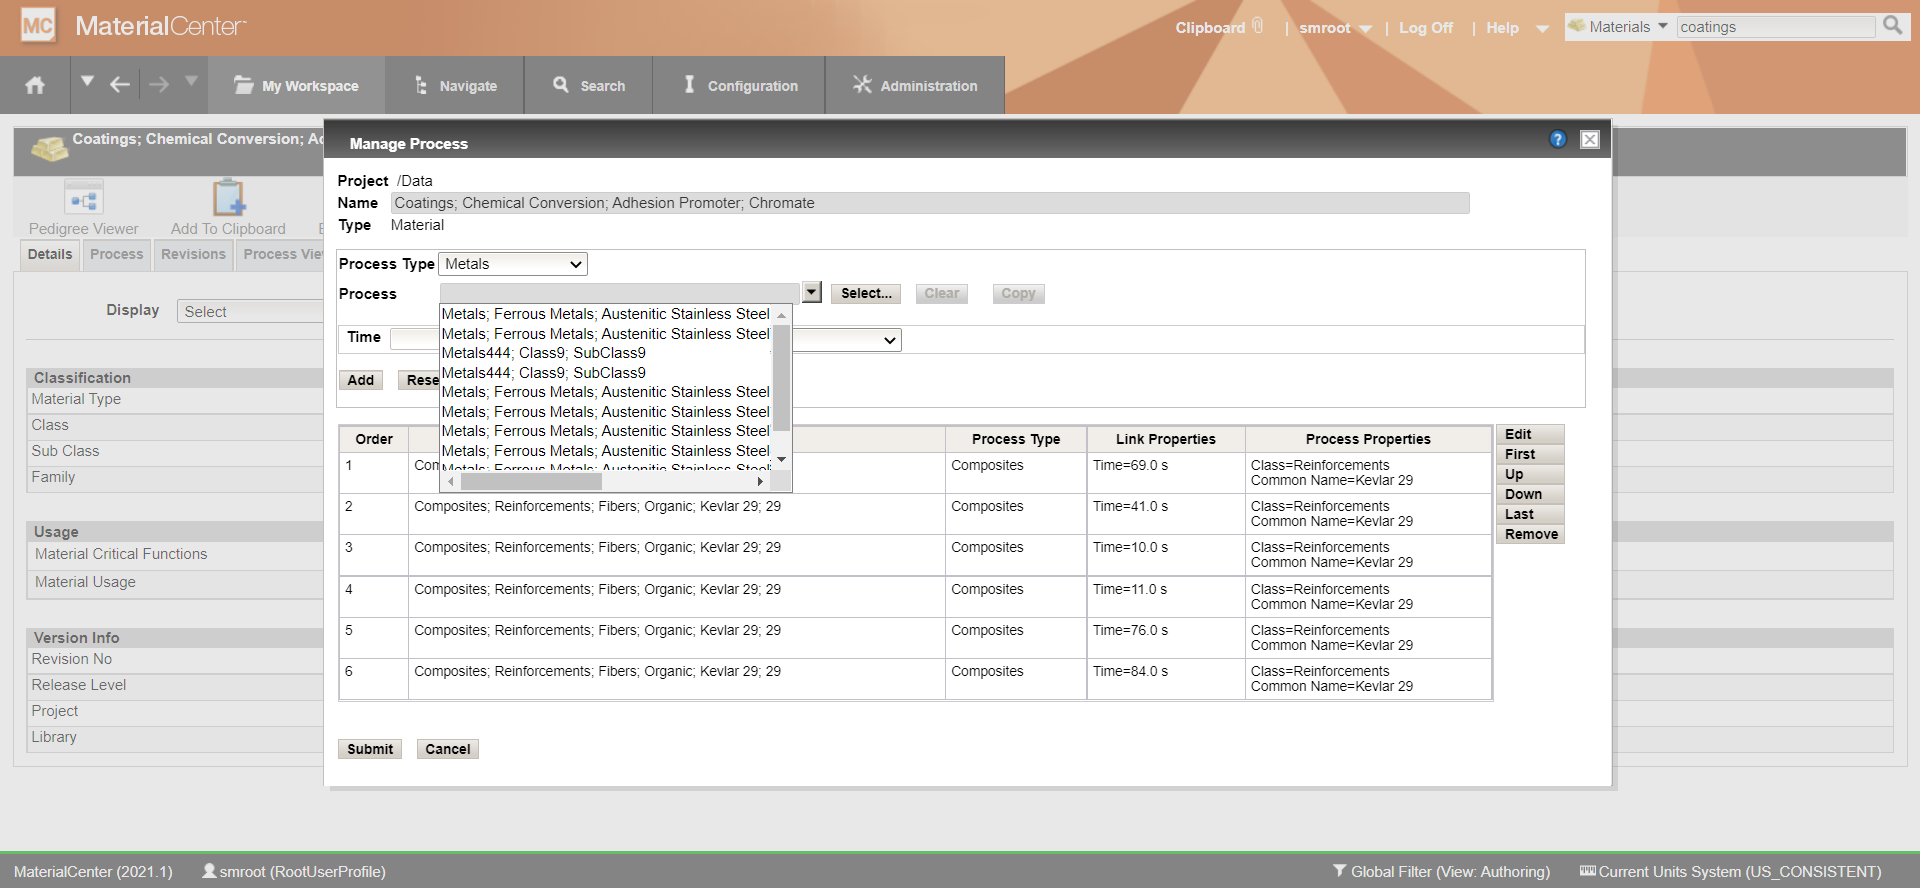 MC MaterialCenter
Clipboard | smroot | Log Off | Help Materials coatings
My Workspace Navigate Search Configuration Administration
Coatings; Chemical Conversion; Ad
Pedigree Viewer Add To Clipboard
Details Process Revisions Process View
Display Select
Classification
Material Type
Class
Sub Class
Family
Usage
Material Critical Functions
Material Usage
Version Info
Revision No
Release Level
Project
Library
Manage Process ?
Project /Data
Name Coatings; Chemical Conversion; Adhesion Promoter; Chromate
Type Material
Process Type Metals
Process Select... Clear Copy
Metals; Ferrous Metals; Austenitic Stainless Steel
Metals; Ferrous Metals; Austenitic Stainless Steel
Metals444; Class9; SubClass9
Metals444; Class9; SubClass9
Metals; Ferrous Metals; Austenitic Stainless Steel
Metals; Ferrous Metals; Austenitic Stainless Steel
Metals; Ferrous Metals; Austenitic Stainless Steel
Metals; Ferrous Metals; Austenitic Stainless Steel
Metals; Ferrous Metals; Austenitic Stainless Steel
Time
Add Rese
Order Process Type Link Properties Process Properties
1 Com Composites Time=69.0 s Class=Reinforcements
Common Name=Kevlar 29
2 Composites; Reinforcements; Fibers; Organic; Kevlar 29; 29 Composites Time=41.0 s Class=Reinforcements
Common Name=Kevlar 29
3 Composites; Reinforcements; Fibers; Organic; Kevlar 29; 29 Composites Time=10.0 s Class=Reinforcements
Common Name=Kevlar 29
4 Composites; Reinforcements; Fibers; Organic; Kevlar 29; 29 Composites Time=11.0 s Class=Reinforcements
Common Name=Kevlar 29
5 Composites; Reinforcements; Fibers; Organic; Kevlar 29; 29 Composites Time=76.0 s Class=Reinforcements
Common Name=Kevlar 29
6 Composites; Reinforcements; Fibers; Organic; Kevlar 29; 29 Composites Time=84.0 s Class=Reinforcements
Common Name=Kevlar 29
Edit
First
Up
Down
Last
Remove
Submit Cancel
MaterialCenter (2021.1) smroot (RootUserProfile) Global Filter (View: Authoring) Current Units System (US_CONSISTENT)